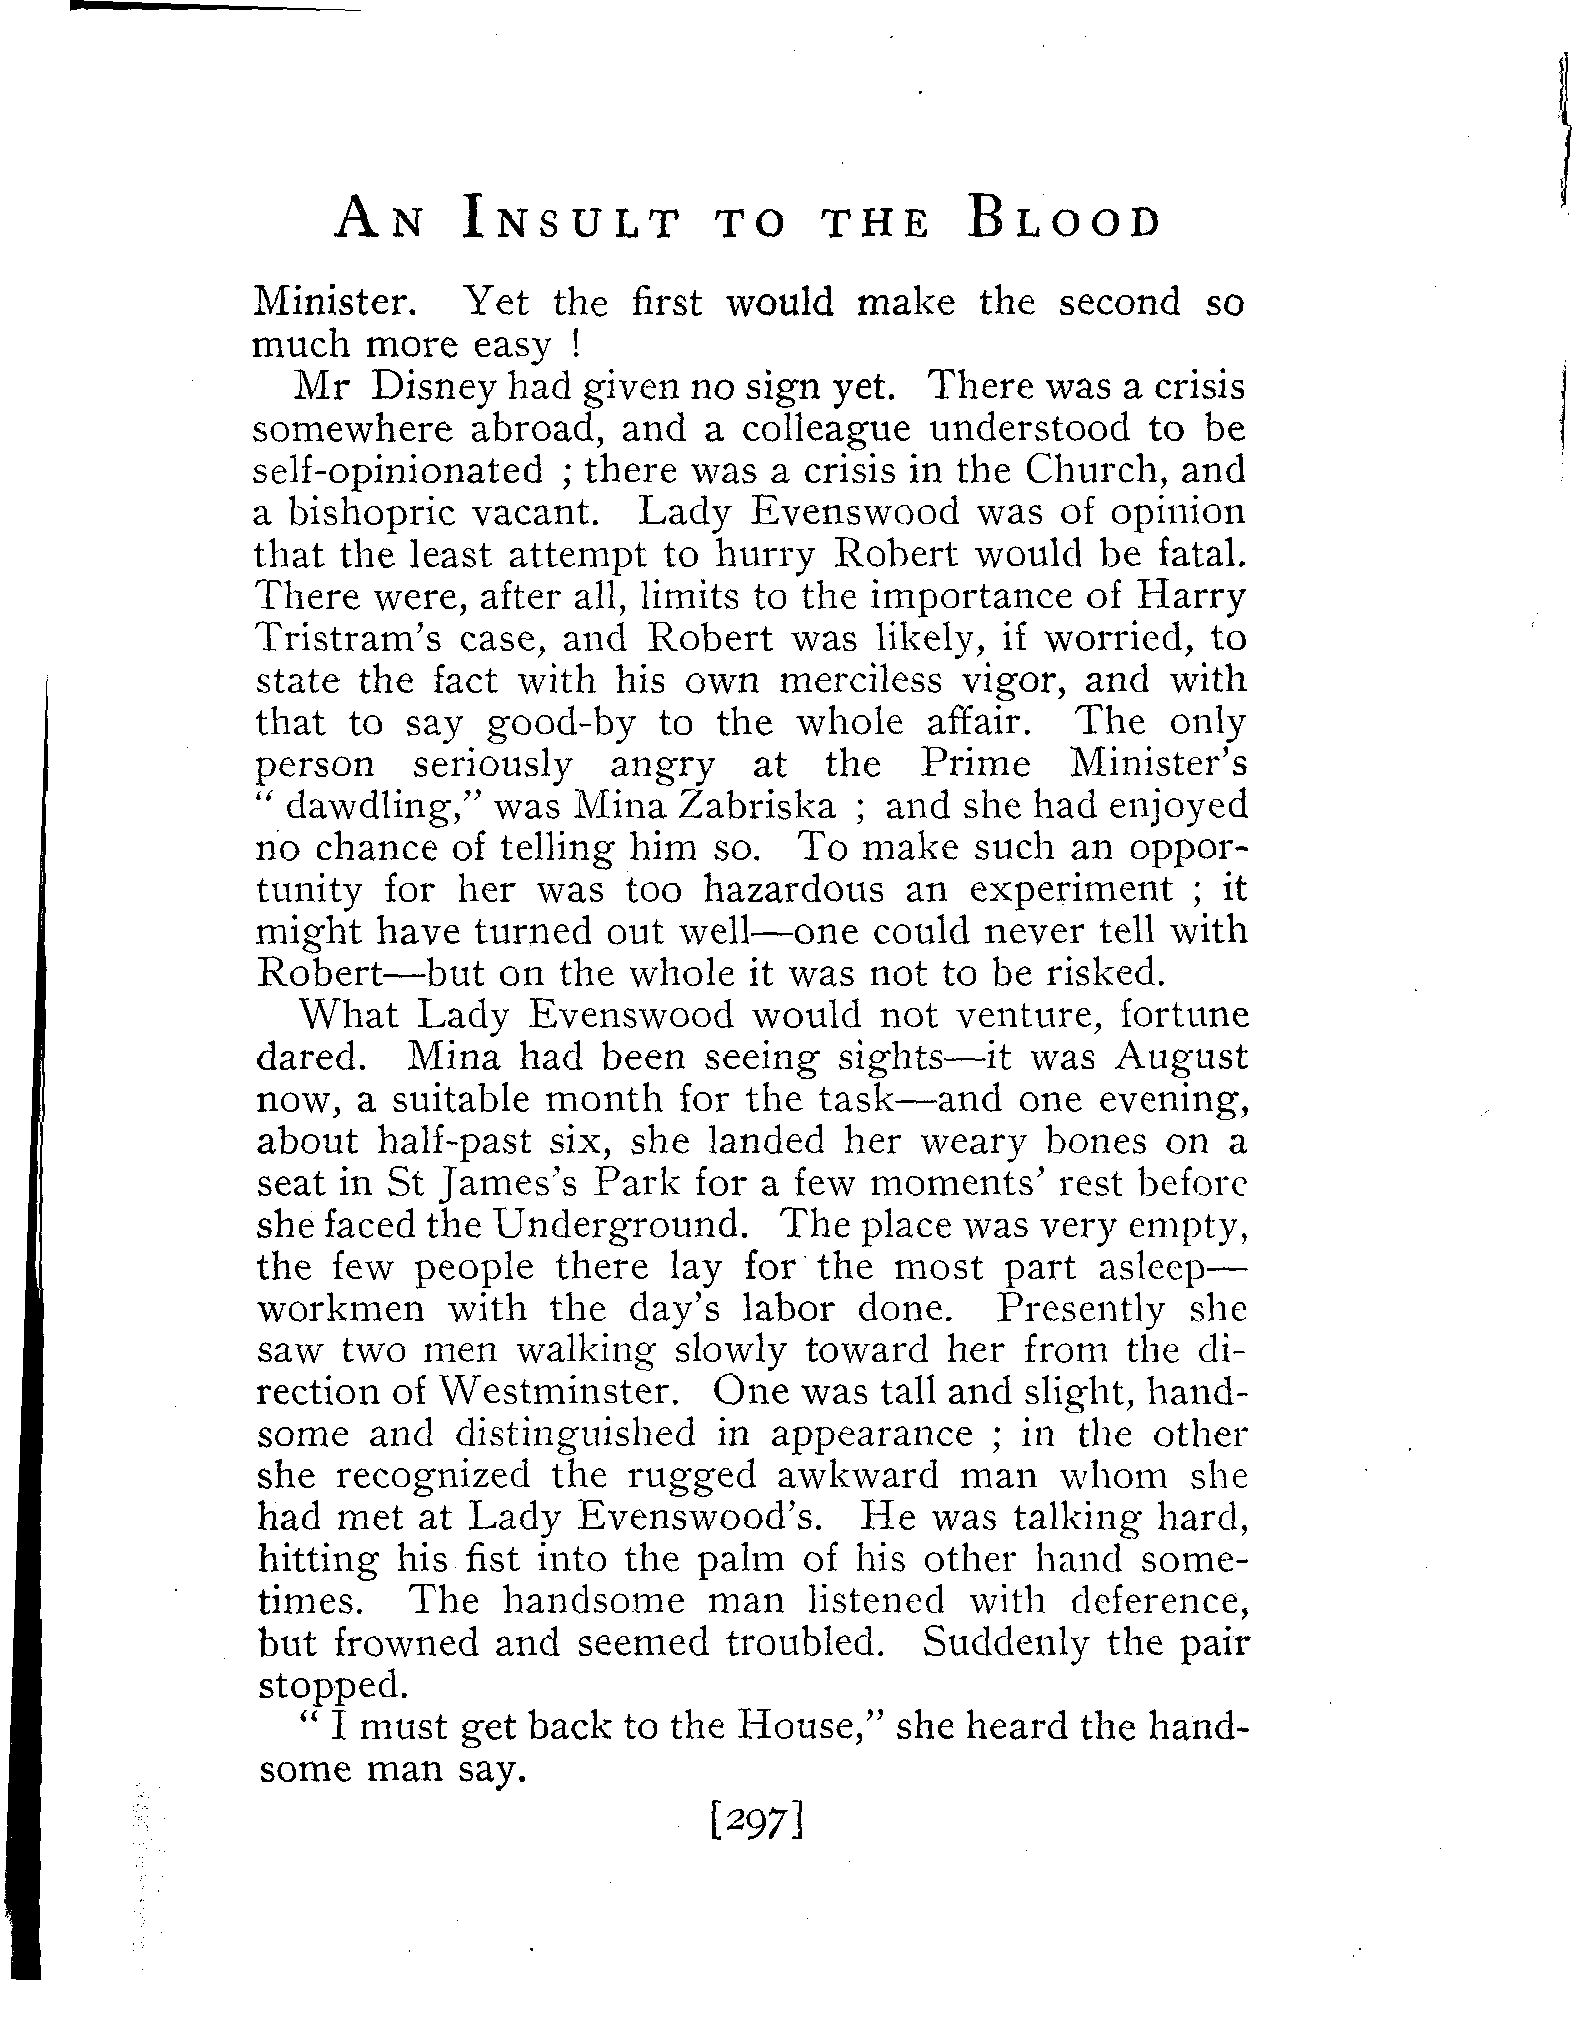 An Insult to the Blood
Minister. Yet the first would make the second so
much more easy !
Mr Disney had given no sign yet. There was a crisis
somewhere abroad, and a colleague understood to be
self-opinionated ; there was a crisis in the Church, and
a bishopric vacant. Lady Evenswood was of opinion
that the least attempt to hurry Robert would be fatal.
There were, after all, limits to the importance of Harry
Tristram's case, and Robert was likely, if worried, to
state the fact with his own merciless vigor, and with
that to say good-by to the whole affair. The only
person seriously angry at the Prime Minister's
“ dawdling,” was Mina Zabriska ; and she had enjoyed
no chance of telling him so. To make such an oppor-
tunity for her was too hazardous an experiment ; it
might have turned out well—one could never tell with
Robert—but on the whole it was not to be risked.
What Lady Evenswood would not venture, fortune
dared. Mina had been seeing sights—it was August
now, a suitable month for the task—and one evening,
about half-past six, she landed her weary bones on a
seat in St James's Park for a few moments' rest before
she faced the Underground. The place was very empty,
the few people there lay for the most part asleep—
workmen with the day's labor done. Presently she
saw two men walking slowly toward her from the di-
rection of Westminster. One was tall and slight, hand-
some and distinguished in appearance ; in the other
she recognized the rugged awkward man whom she
had met at Lady Evenswood's. He was talking hard,
hitting his fist into the palm of his other hand some-
times. The handsome man listened with deference,
but frowned and seemed troubled. Suddenly the pair
stopped.
“ I must get back to the House,” she heard the hand-
some man say.
[297]